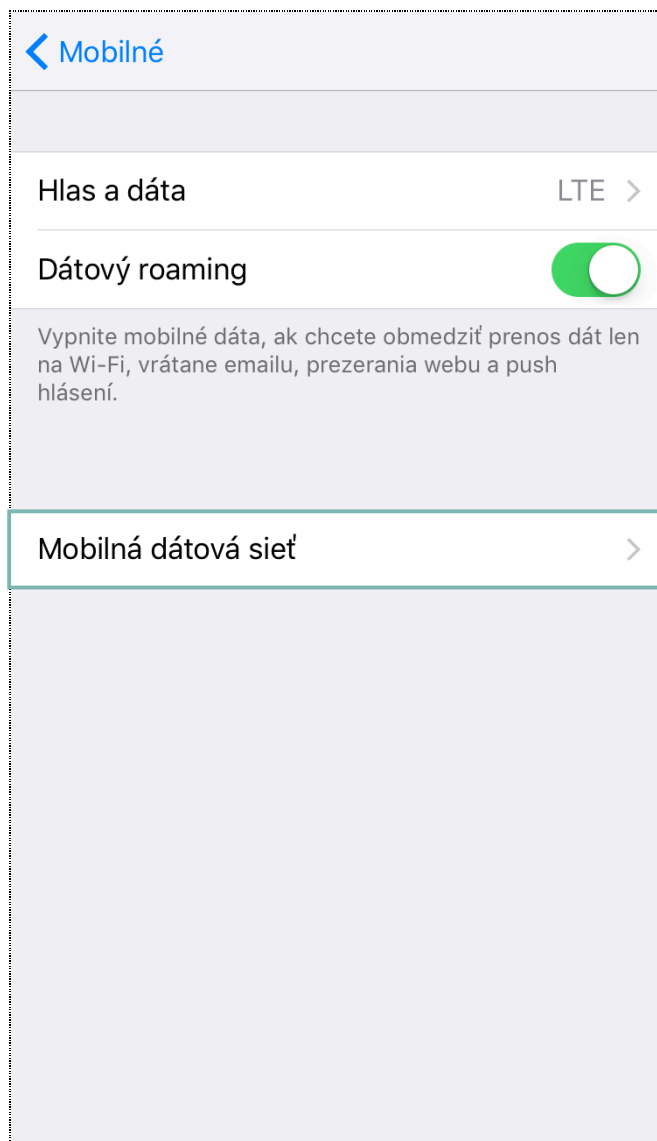 Mobilné
Hlas a dáta LTE
Dátový roaming
Vypnite mobilné dáta, ak chcete obmedziť prenos dát len
na Wi-Fi, vrátane emailu, prezerania webu a push
hlásení.
Mobilná dátová sieť